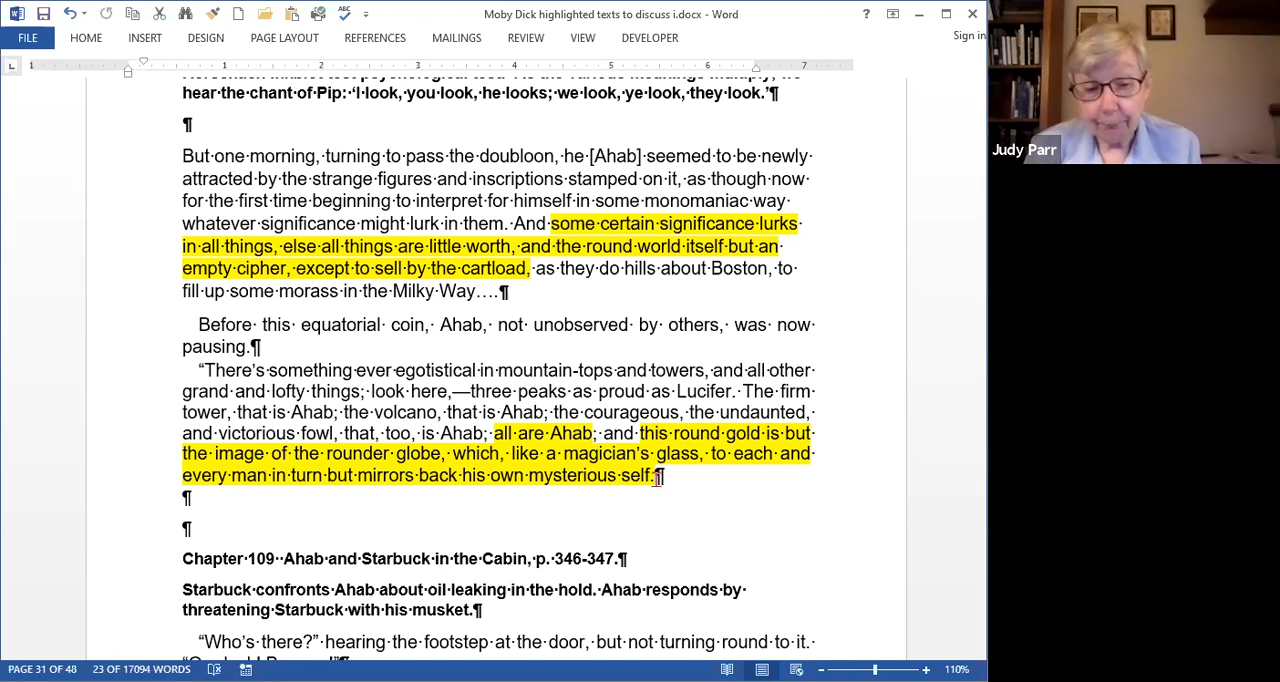 Moby Dick highlighted texts to discuss i.docx - Word
FILE HOME INSERT DESIGN PAGE LAYOUT REFERENCES MAILINGS REVIEW VIEW DEVELOPER Sign in
1 1 2 3 4 5 6 7
hear·the·chant·of·Pip:·‘I·look,·you·look,·he·looks;·we·look,·ye·look,·they·look.’¶
¶
But·one·morning,·turning·to·pass·the·doubloon,·he·[Ahab]·seemed·to·be·newly·
attracted·by·the·strange·figures·and·inscriptions·stamped·on·it,·as·though·now·
for·the·first·time·beginning·to·interpret·for·himself·in·some·monomaniac·way·
whatever·significance·might·lurk·in·them.·And·some·certain·significance·lurks·
in·all·things,·else·all·things·are·little·worth,·and·the·round·world·itself·but·an·
empty·cipher,·except·to·sell·by·the·cartload,·as·they·do·hills·about·Boston,·to·
fill·up·some·morass·in·the·Milky·Way….¶
Before·this·equatorial·coin,·Ahab,·not·unobserved·by·others,·was·now·
pausing.¶
“There’s·something·ever·egotistical·in·mountain-tops·and·towers,·and·all·other·
grand·and·lofty·things;·look·here,—three·peaks·as·proud·as·Lucifer.·The·firm·
tower,·that·is·Ahab;·the·volcano,·that·is·Ahab;·the·courageous,·the·undaunted,·
and·victorious·fowl,·that,·too,·is·Ahab;·all·are·Ahab;·and·this·round·gold·is·but·
the·image·of·the·rounder·globe,·which,·like·a·magician’s·glass,·to·each·and·
every·man·in·turn·but·mirrors·back·his·own·mysterious·self.¶
¶
¶
Chapter·109··Ahab·and·Starbuck·in·the·Cabin,·p.·346-347.¶
Starbuck·confronts·Ahab·about·oil·leaking·in·the·hold.·Ahab·responds·by·
threatening·Starbuck·with·his·musket.¶
“Who’s·there?”·hearing·the·footstep·at·the·door,·but·not·turning·round·to·it.·
PAGE 31 OF 48 23 OF 17094 WORDS 110%
Judy Parr